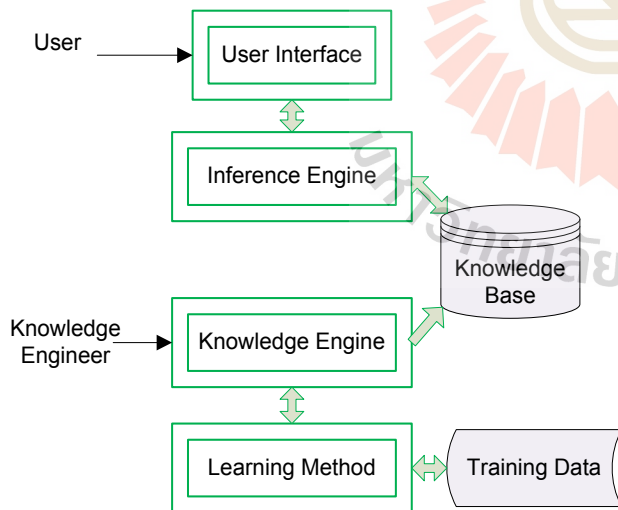 User
User Interface
Inference Engine
Knowledge
Base
Knowledge
Engineer
Knowledge Engine
Learning Method
Training Data